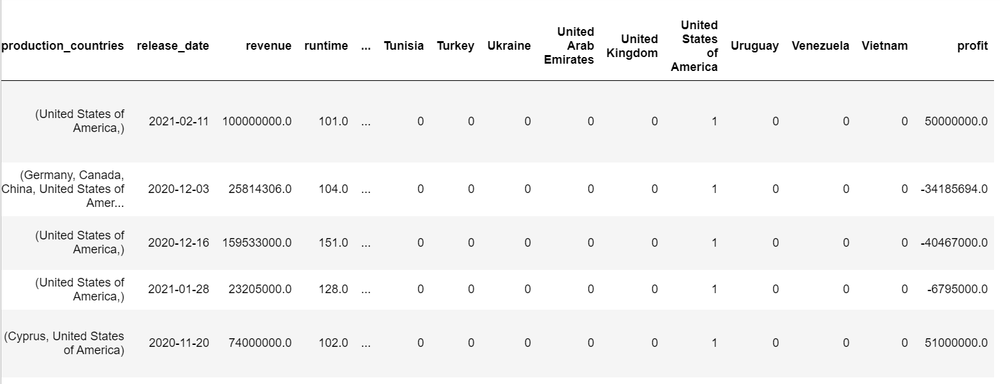 production_countries release_date revenue runtime ... Tunisia Turkey Ukraine United Arab Emirates United Kingdom United States of America Uruguay Venezuela Vietnam profit
(United States of America,) 2021-02-11 100000000.0 101.0 ... 0 0 0 0 0 1 0 0 0 50000000.0
(Germany, Canada, China, United States of Amer... 2020-12-03 25814306.0 104.0 ... 0 0 0 0 0 1 0 0 0 -34185694.0
(United States of America,) 2020-12-16 159533000.0 151.0 ... 0 0 0 0 0 1 0 0 0 -40467000.0
(United States of America,) 2021-01-28 23205000.0 128.0 ... 0 0 0 0 0 1 0 0 0 -6795000.0
(Cyprus, United States of America) 2020-11-20 74000000.0 102.0 ... 0 0 0 0 0 1 0 0 0 51000000.0